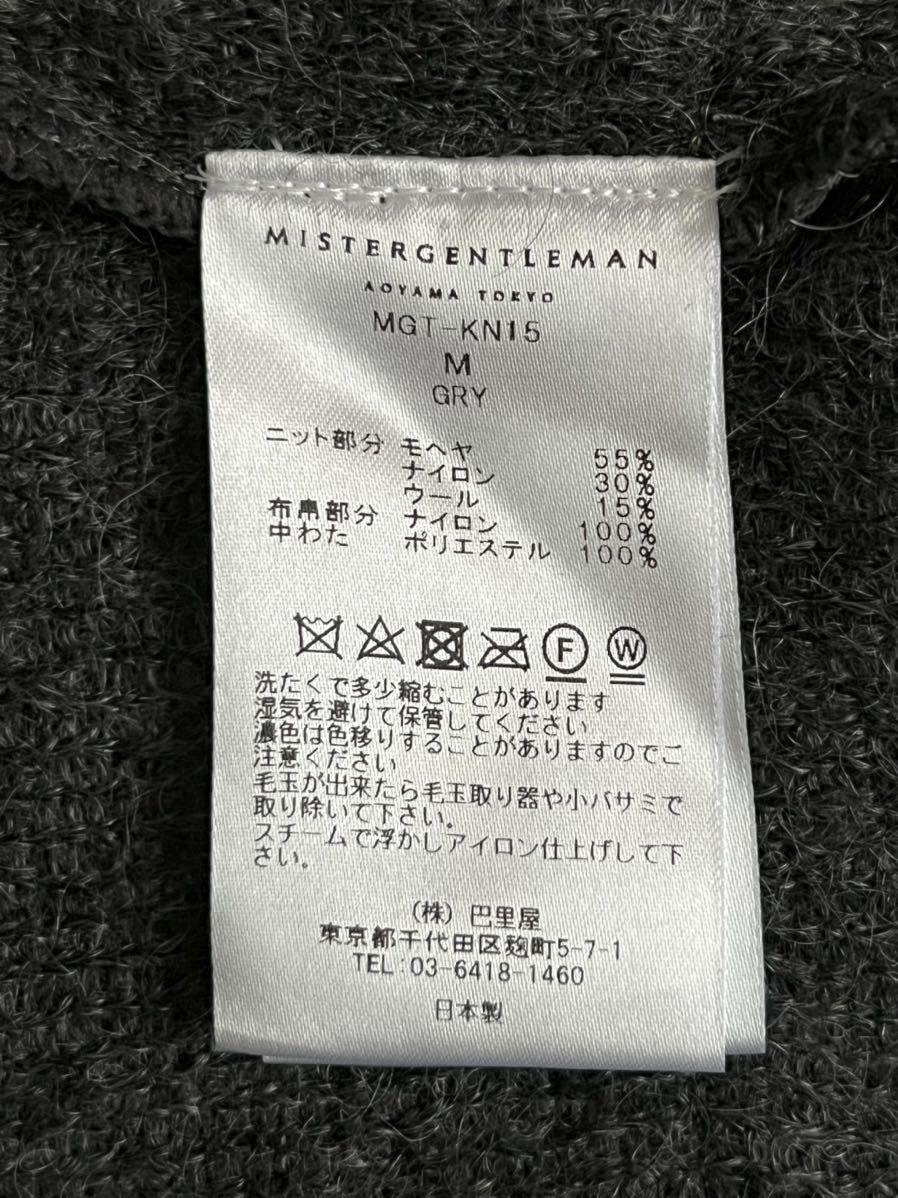 MISTERGENTLEMAN
AOYAMA TOKYO
MGT-KN15
M
GRY
ニット部分 モヘヤ 55%
ナイロン 30%
ウール 15%
布帛部分 ナイロン 100%
中わた ポリエステル 100%
F W
洗たくで多少縮むことがあります
湿気を避けて保管してください
濃色は色移りすることがありますのでご
注意ください
毛玉が出来たら毛玉取り器や小バサミで
取り除いて下さい。
スチームで浮かしアイロン仕上げして下
さい。
(株) 巴里屋
東京都千代田区麹町5-7-1
TEL:03-6418-1460
日本製